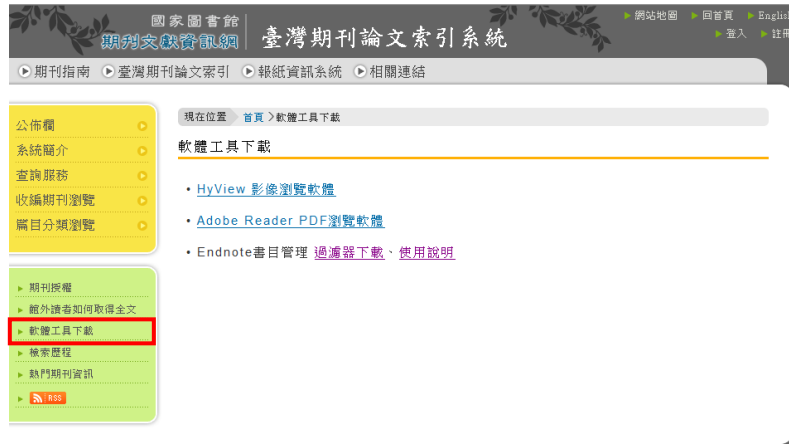 國家圖書館
期刊文獻資訊網
臺灣期刊論文索引系統
網站地圖 回首頁 English
登入 註冊
期刊指南 臺灣期刊論文索引 報紙資訊系統 相關連結
公佈欄
系統簡介
查詢服務
收編期刊瀏覽
篇目分類瀏覽
期刊授權
館外讀者如何取得全文
軟體工具下載
檢索歷程
熱門期刊資訊
RSS
現在位置 首頁 〉軟體工具下載
軟體工具下載
• HyView 影像瀏覽軟體
• Adobe Reader PDF瀏覽軟體
• Endnote書目管理 過濾器下載、使用說明